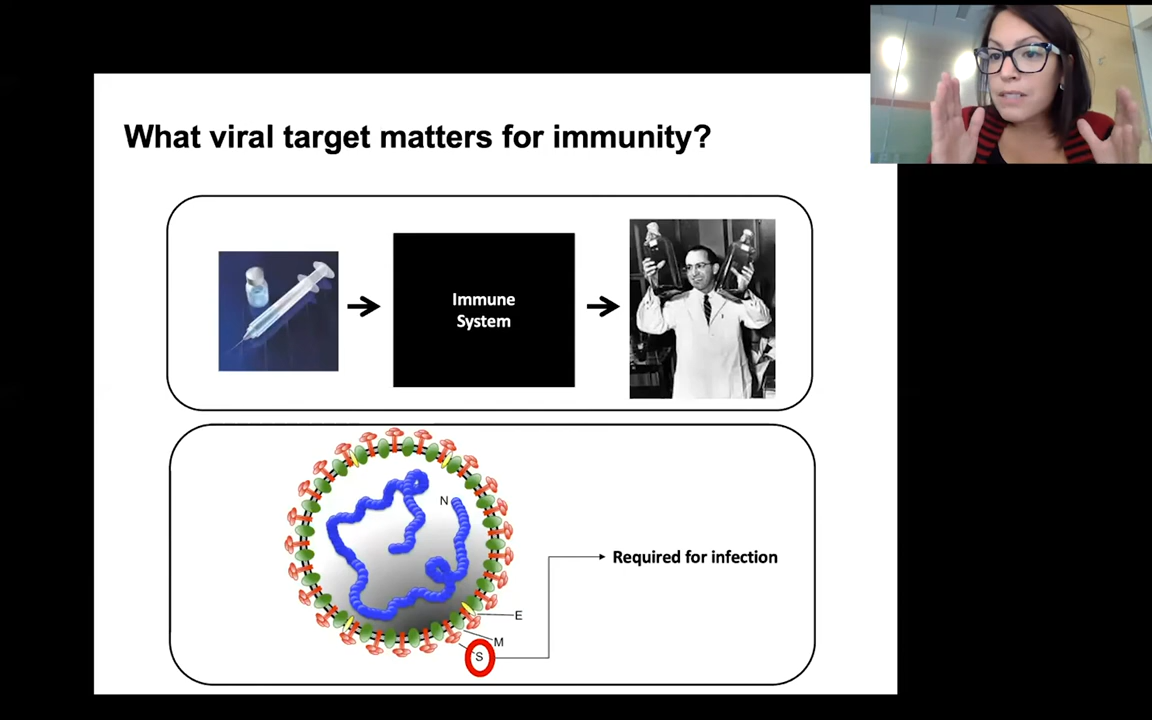 What viral target matters for immunity?
Immune
System
N
Required for infection
E
M
S